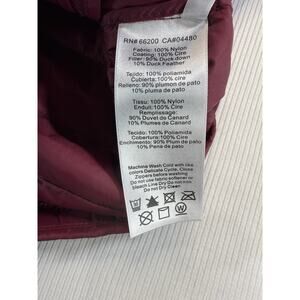 RN# 66200 CA#04480
Fabric: 100% Nylon
Coating: 100% Cire
Filler: 90% Duck down
10% Duck Feather
Tecido: 100% poliamida
Cubierta: 100% cire
Relleno: 90% plumon de pato
10% pluma de pato
Tissu: 100% Nylon
Enduit: 100% Cire
Remplissage:
90% Duvet de Canard
10% Plumes de Canard
Tecido: 100% Poliamida
Cobertura: 100% Cire
Enchimento: 90% Plumas de Pato
10% Pena de pato
Machine Wash Cold with like
colors Delicate Cycle, Close
Zippers before washing
Do not use fabric softener or
bleach Line Dry Do Not
Do not Dry Clean
W